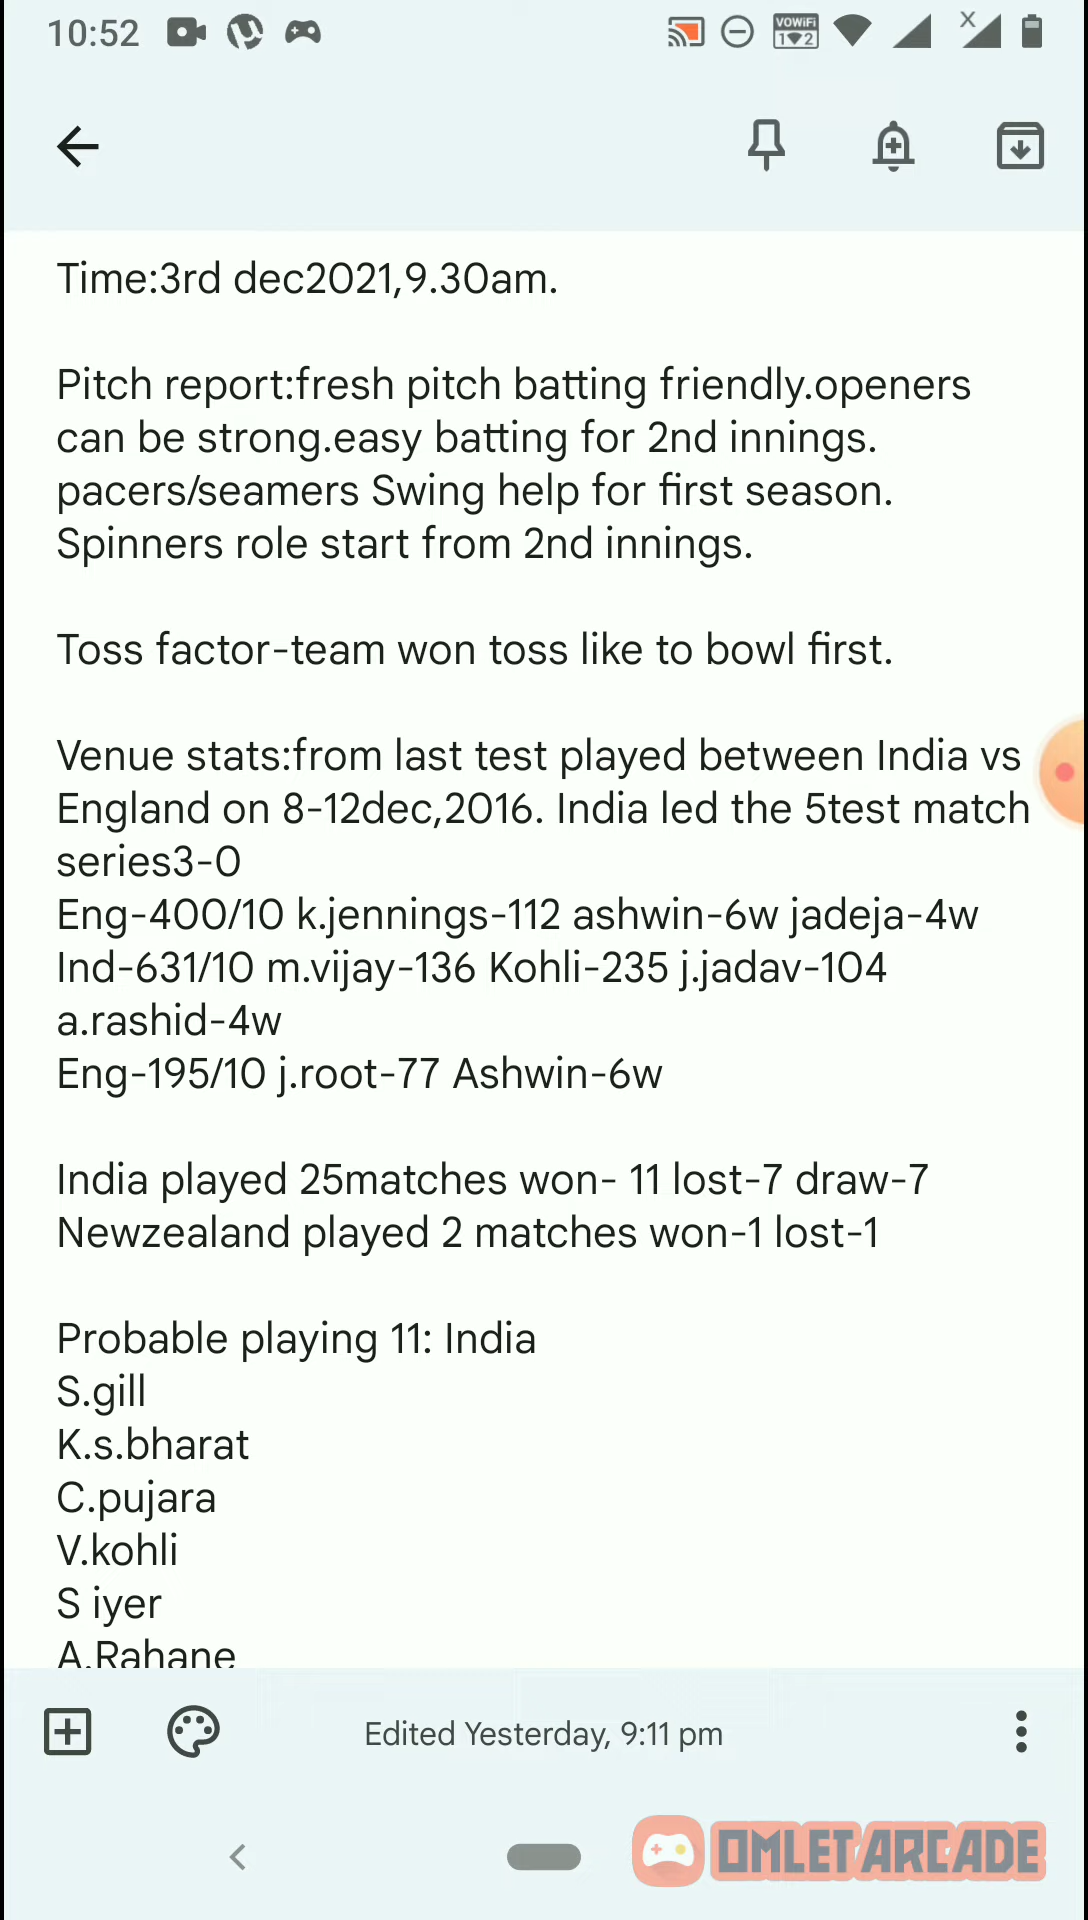 10:52
VOWiFi
1 2
X
Time:3rd dec2021,9.30am.
Pitch report:fresh pitch batting friendly.openers
can be strong.easy batting for 2nd innings.
pacers/seamers Swing help for first season.
Spinners role start from 2nd innings.
Toss factor-team won toss like to bowl first.
Venue stats:from last test played between India vs
England on 8-12dec,2016. India led the 5test match
series3-0
Eng-400/10 k.jennings-112 ashwin-6w jadeja-4w
Ind-631/10 m.vijay-136 Kohli-235 j.jadav-104
a.rashid-4w
Eng-195/10 j.root-77 Ashwin-6w
India played 25matches won- 11 lost-7 draw-7
Newzealand played 2 matches won-1 lost-1
Probable playing 11: India
S.gill
K.s.bharat
C.pujara
V.kohli
S iyer
A.Rahane
Edited Yesterday, 9:11 pm
OMLET ARCADE